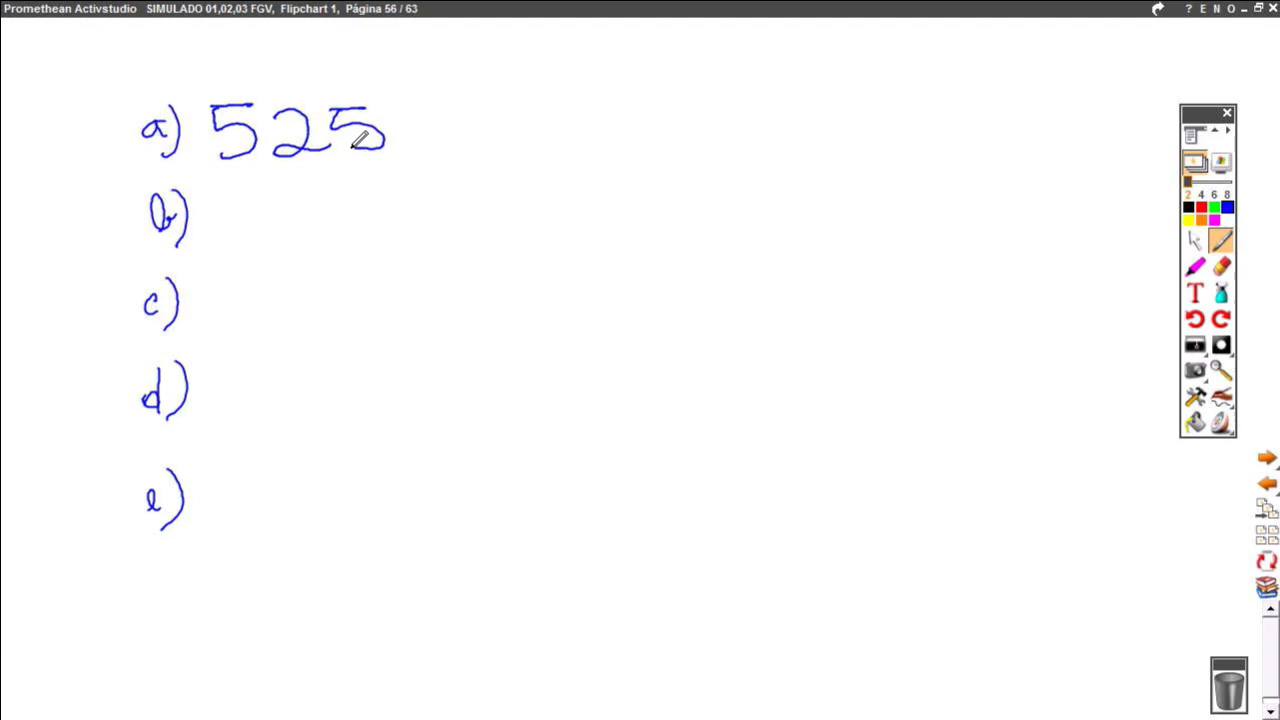 Promethean Activstudio SIMULADO 01,02,03 FGV, Flipchart 1, Página 56 / 63
? E N O
a) 525
b)
c)
d)
e)
2 4 6 8
T